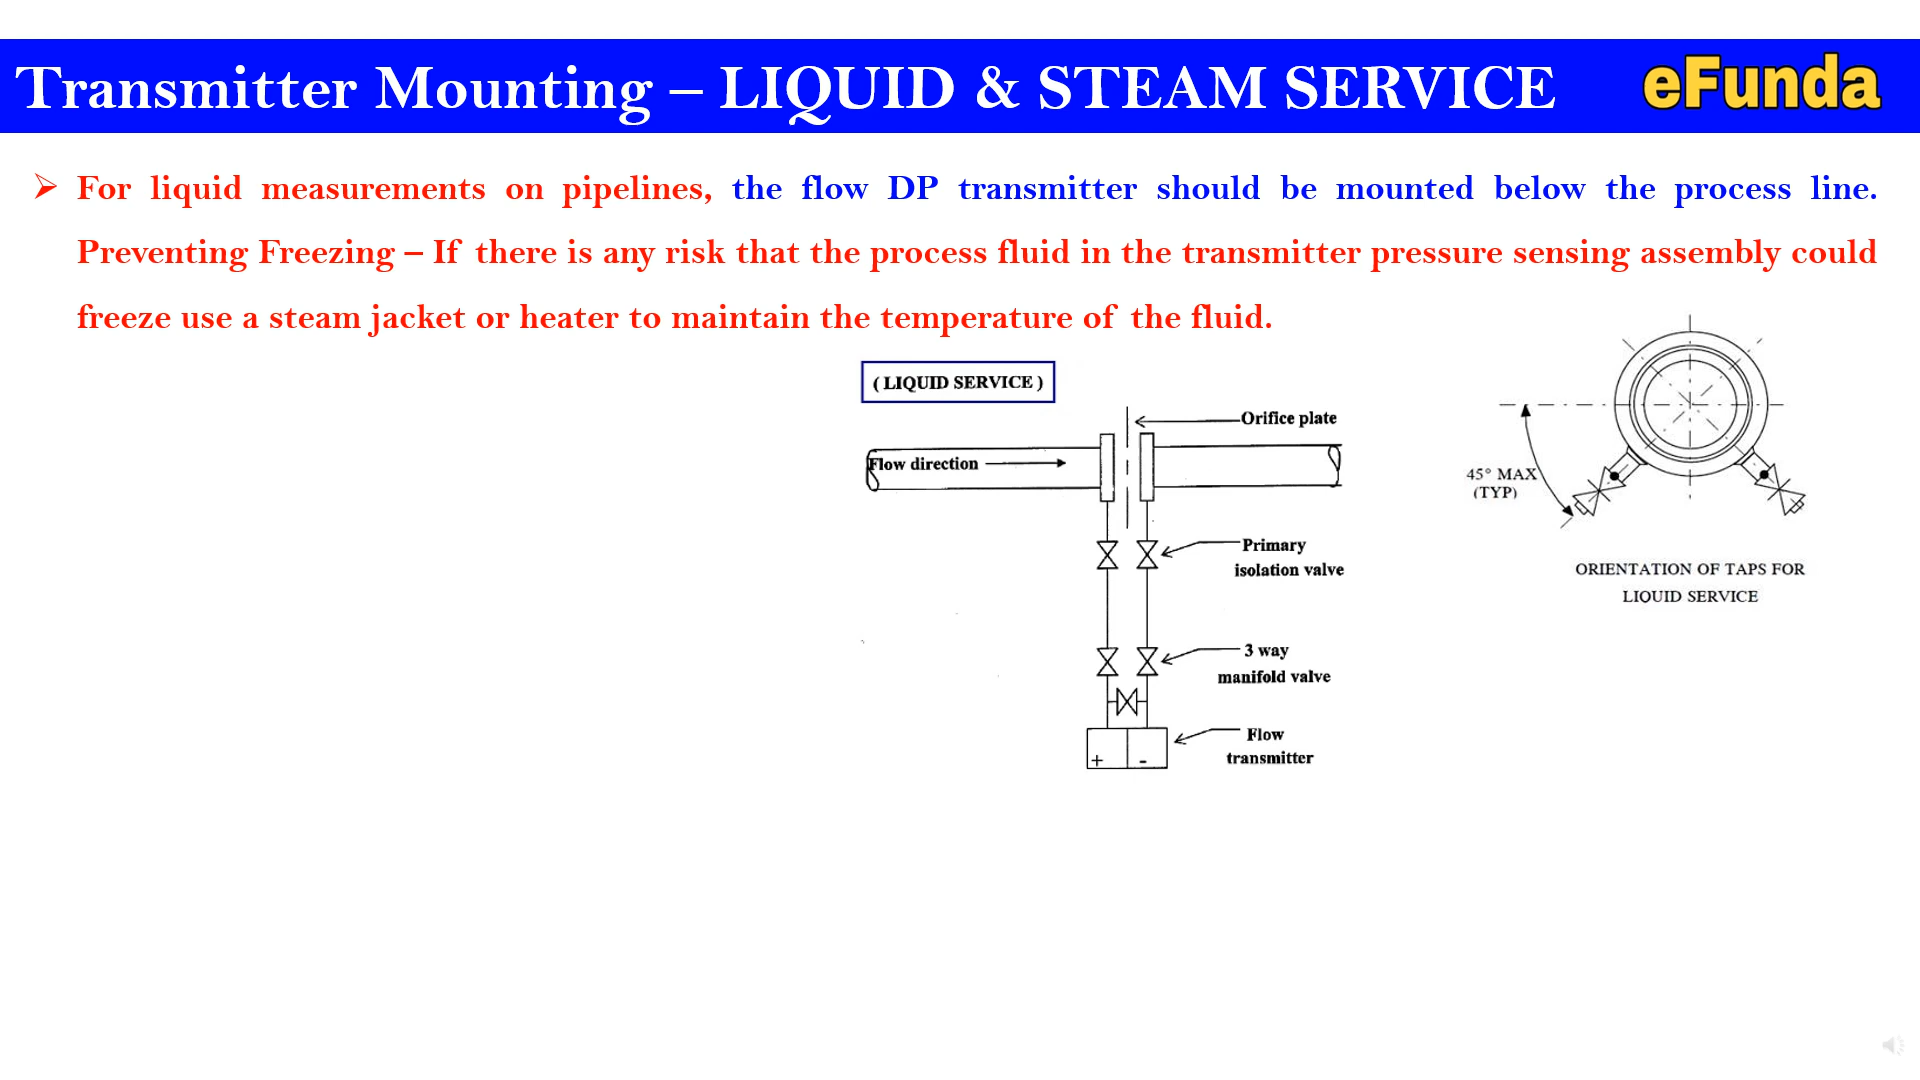 Transmitter Mounting – LIQUID & STEAM SERVICE
eFunda
For liquid measurements on pipelines, the flow DP transmitter should be mounted below the process line.
Preventing Freezing – If there is any risk that the process fluid in the transmitter pressure sensing assembly could
freeze use a steam jacket or heater to maintain the temperature of the fluid.
( LIQUID SERVICE )
Orifice plate
Flow direction
Primary
isolation valve
3 way
manifold valve
Flow
transmitter
+ -
45° MAX
(TYP)
ORIENTATION OF TAPS FOR
LIQUID SERVICE